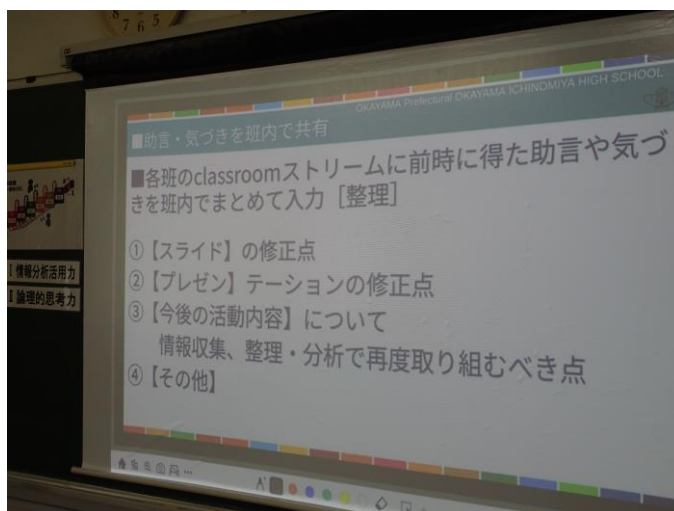 8 7 6 5
OKAYAMA Prefectural OKAYAMA ICHINOMIYA HIGH SCHOOL
■助言・気づきを班内で共有
■各班のclassroomストリームに前時に得た助言や気づ
きを班内でまとめて入力［整理］
①【スライド】の修正点
②【プレゼン】テーションの修正点
③【今後の活動内容】について
情報収集、整理・分析で再度取り組むべき点
④【その他】
Ⅰ 情報分析活用力
Ⅱ 論理的思考力